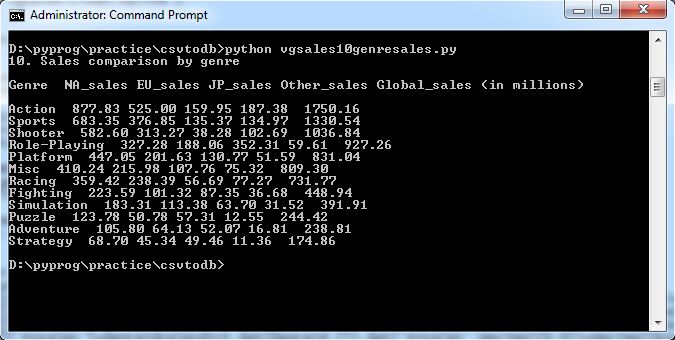 Administrator: Command Prompt
D:\pyprog\practice\csvtodb>python vgsales10genresales.py
10. Sales comparison by genre
Genre  NA_sales EU_sales JP_sales Other_sales Global_sales (in millions)
Action  877.83 525.00 159.95 187.38  1750.16
Sports  683.35 376.85 135.37 134.97  1330.54
Shooter  582.60 313.27 38.28 102.69  1036.84
Role-Playing  327.28 188.06 352.31 59.61  927.26
Platform  447.05 201.63 130.77 51.59  831.04
Misc  410.24 215.98 107.76 75.32  809.30
Racing  359.42 238.39 56.69 77.27  731.77
Fighting  223.59 101.32 87.35 36.68  448.94
Simulation  183.31 113.38 63.70 31.52  391.91
Puzzle  123.78 50.78 57.31 12.55  244.42
Adventure  105.80 64.13 52.07 16.81  238.81
Strategy  68.70 45.34 49.46 11.36  174.86
D:\pyprog\practice\csvtodb>